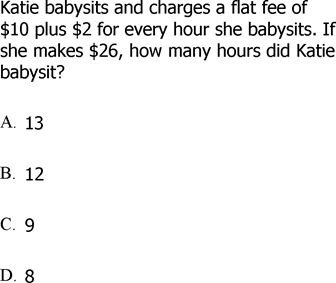 Katie babysits and charges a flat fee of
$10 plus $2 for every hour she babysits. If
she makes $26, how many hours did Katie
babysit?
A. 13
B. 12
C. 9
D. 8